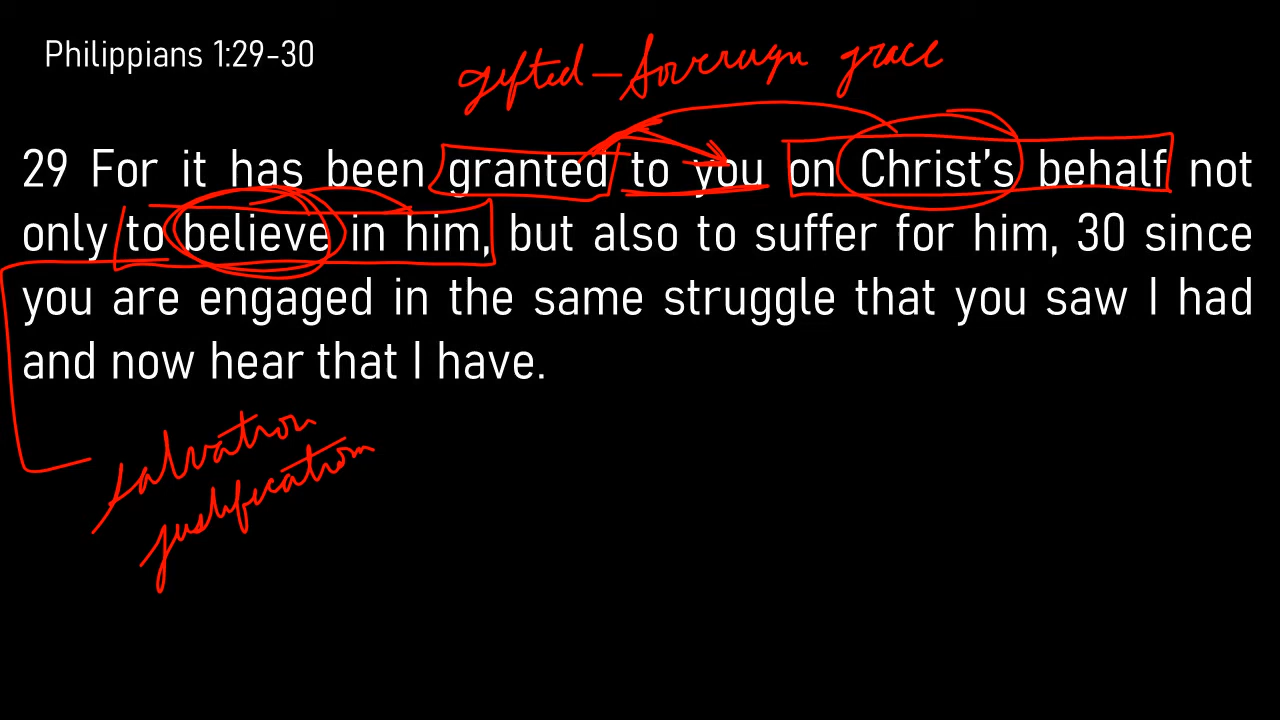 Philippians 1:29-30
gifted - Sovereign grace
29 For it has been granted to you on Christ's behalf not
only to believe in him, but also to suffer for him, 30 since
you are engaged in the same struggle that you saw I had
and now hear that I have.
salvation
justification